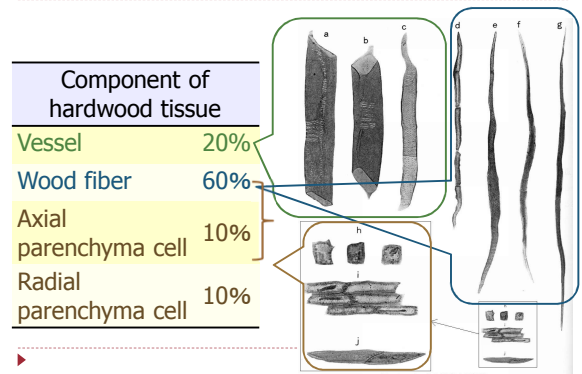 Component of
hardwood tissue
Vessel 20%
Wood fiber 60%
Axial
parenchyma cell 10%
Radial
parenchyma cell 10%
a b c
d e f g
h
i
j